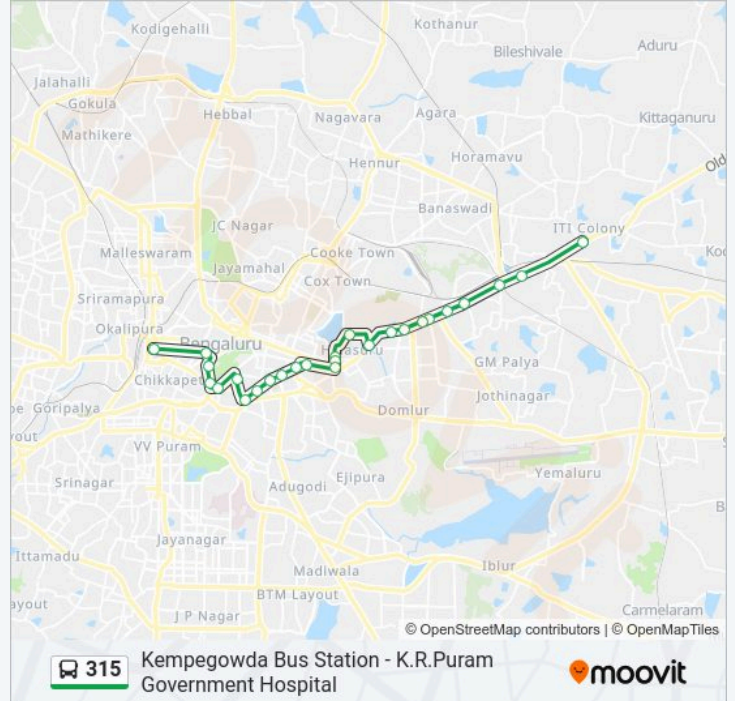 Kothanur
Kodigehalli
Bileshivale
Aduru
Jalahalli
Gokula
Hebbal
Nagavara
Agara
Kittaganuru
Mathikere
Hennur
Horamavu
Old
Banaswadi
JC Nagar
ITI Colony
Malleswaram
Cooke Town
Jayamahal
Cox Town
Sriramapura
Okalipura
Bengaluru
GM Palya
Chikkapet
Jothinagar
Goripalya
Domlur
VV Puram
Yemaluru
Srinagar
Adugodi
Ejipura
Jayanagar
Ittamadu
Madiwala
Iblur
BTM Layout
ayout
J P Nagar
Carmelaram
© OpenStreetMap contributors | © OpenMapTiles
315 Kempegowda Bus Station - K.R.Puram
Government Hospital
moovit